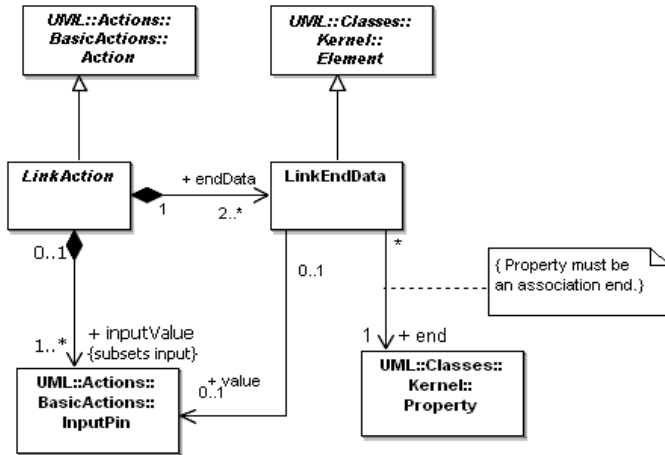 UML::Actions::
BasicActions::
Action
UML::Classes::
Kernel::
Element
LinkAction
+ endData
1
2..*
LinkEndData
0..1
0..1
*
{ Property must be
an association end.}
1..*
+ inputValue
{subsets input}
1
+ end
UML::Actions::
BasicActions::
InputPin
+ value
0..1
UML::Classes::
Kernel::
Property